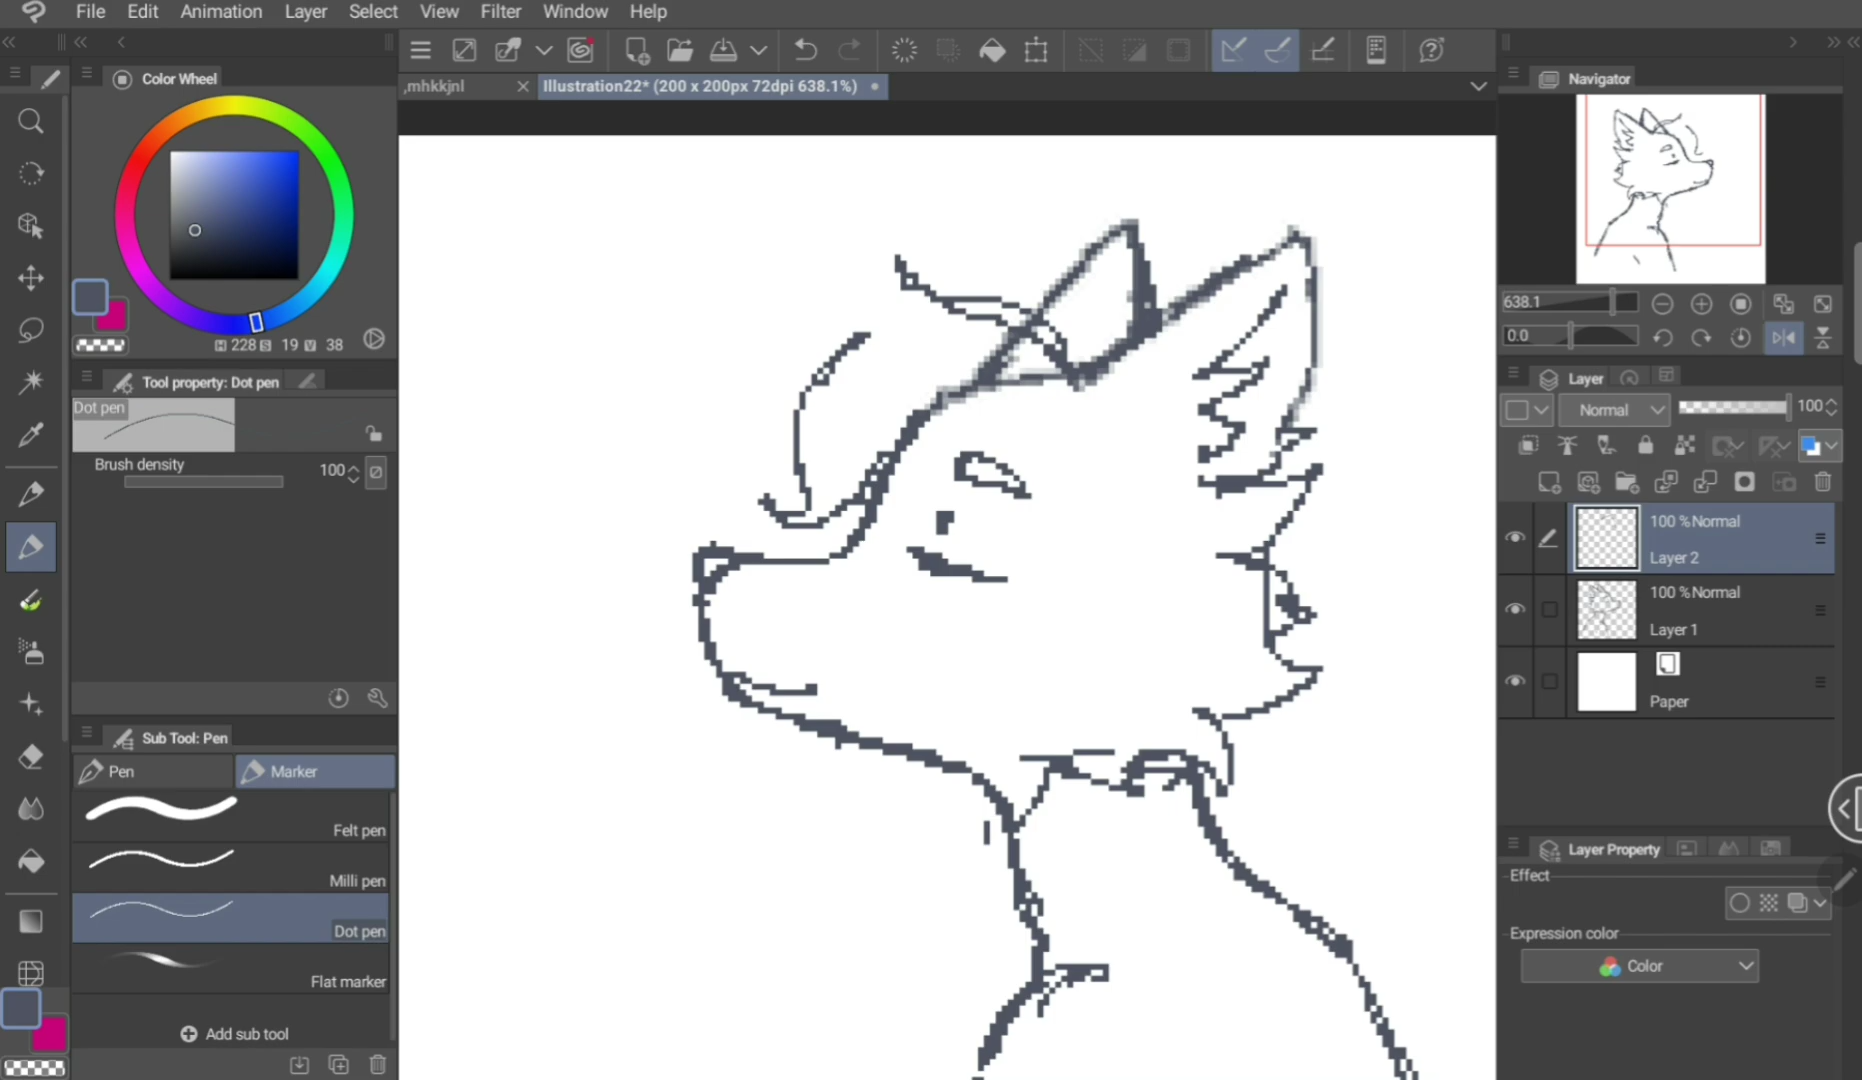 File Edit Animation Layer Select View Filter Window Help
Color Wheel
228 S 19 V 38
Tool property: Dot pen
Dot pen
Brush density 100
Sub Tool: Pen
Pen Marker
Felt pen
Milli pen
Dot pen
Flat marker
Add sub tool
,mhkkjnl
Illustration22* (200 x 200px 72dpi 638.1%)
Navigator
638.1
0.0
Layer
Normal 100
100 %Normal
Layer 2
100 %Normal
Layer 1
Paper
Layer Property
Effect
Expression color
Color